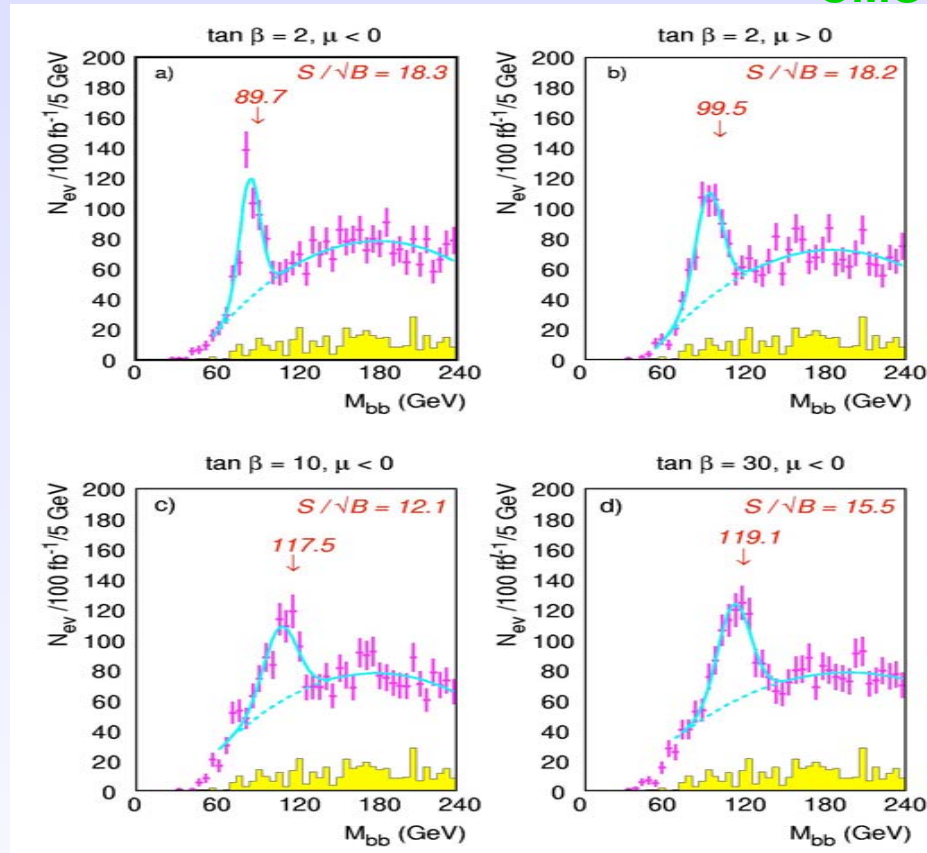 CMS
tan β = 2, μ < 0
a)
S / √B = 18.3
89.7
↓
N_ev /100 fb⁻¹/5 GeV
200
180
160
140
120
100
80
60
40
20
0
0 60 120 180 240
M_bb (GeV)
tan β = 2, μ > 0
b)
S / √B = 18.2
99.5
↓
N_ev /100 fb⁻¹/5 GeV
200
180
160
140
120
100
80
60
40
20
0
0 60 120 180 240
M_bb (GeV)
tan β = 10, μ < 0
c)
S / √B = 12.1
117.5
↓
N_ev /100 fb⁻¹/5 GeV
200
180
160
140
120
100
80
60
40
20
0
0 60 120 180 240
M_bb (GeV)
tan β = 30, μ < 0
d)
S / √B = 15.5
119.1
↓
N_ev /100 fb⁻¹/5 GeV
200
180
160
140
120
100
80
60
40
20
0
0 60 120 180 240
M_bb (GeV)